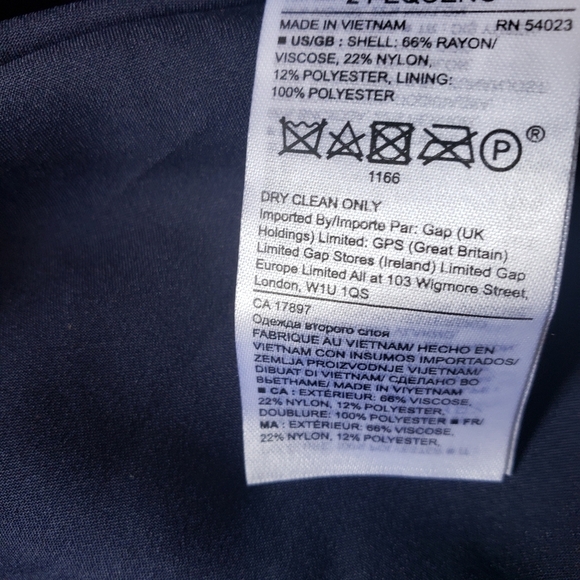 2 PEQUEÑO
MADE IN VIETNAM RN 54023
■ US/GB : SHELL: 66% RAYON/
VISCOSE, 22% NYLON,
12% POLYESTER, LINING:
100% POLYESTER
P ®
1166
DRY CLEAN ONLY
Imported By/Importe Par: Gap (UK
Holdings) Limited: GPS (Great Britain)
Limited Gap Stores (Ireland) Limited Gap
Europe Limited All at 103 Wigmore Street,
London, W1U 1QS
CA 17897
Одежда второго слоя
FABRIQUE AU VIETNAM/ HECHO EN
VIETNAM CON INSUMOS IMPORTADOS/
ZEMLJA PROIZVODNJE VIJETNAM/
DIBUAT DI VIETNAM/ СДЕЛАНО ВО
ВЬЕТНАМЕ/ MADE IN VIYETNAM
■ CA : EXTÉRIEUR: 66% VISCOSE,
22% NYLON, 12% POLYESTER,
DOUBLURE: 100% POLYESTER ■ FR/
MA : EXTÉRIEUR: 66% VISCOSE,
22% NYLON, 12% POLYESTER,